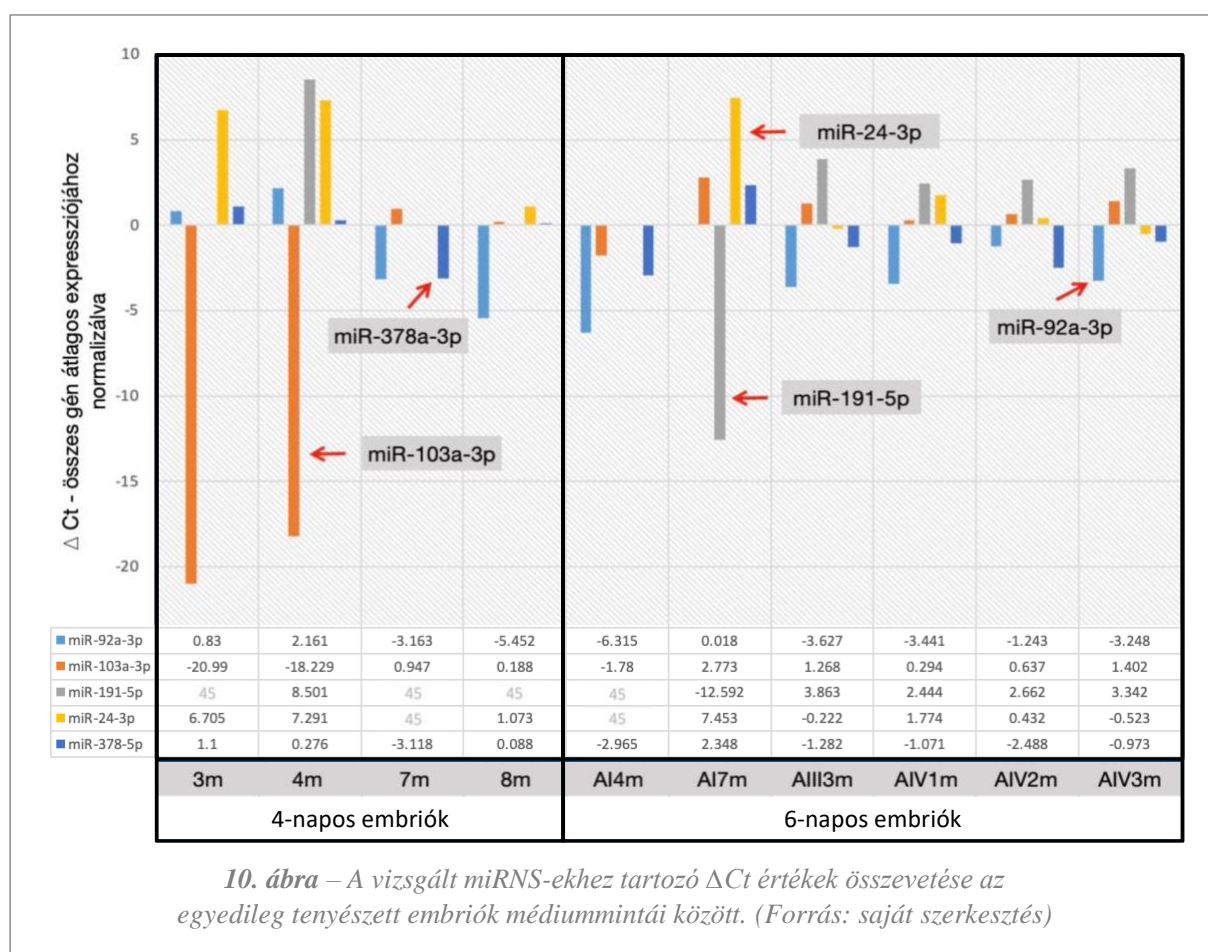 10
5
0
-5
-10
-15
-20
△ Ct - összes gén átlagos expressziójához
normalizálva
miR-24-3p
miR-378a-3p
miR-92a-3p
miR-191-5p
miR-103a-3p
miR-92a-3p 0.83 2.161 -3.163 -5.452 -6.315 0.018 -3.627 -3.441 -1.243 -3.248
miR-103a-3p -20.99 -18.229 0.947 0.188 -1.78 2.773 1.268 0.294 0.637 1.402
miR-191-5p 45 8.501 45 45 45 -12.592 3.863 2.444 2.662 3.342
miR-24-3p 6.705 7.291 45 1.073 45 7.453 -0.222 1.774 0.432 -0.523
miR-378-5p 1.1 0.276 -3.118 0.088 -2.965 2.348 -1.282 -1.071 -2.488 -0.973
3m 4m 7m 8m AI4m AI7m AIII3m AIV1m AIV2m AIV3m
4-napos embriók 6-napos embriók
10. ábra – A vizsgált miRNS-ekhez tartozó ΔCt értékek összevetése az
egyedileg tenyészett embriók médiummintái között. (Forrás: saját szerkesztés)